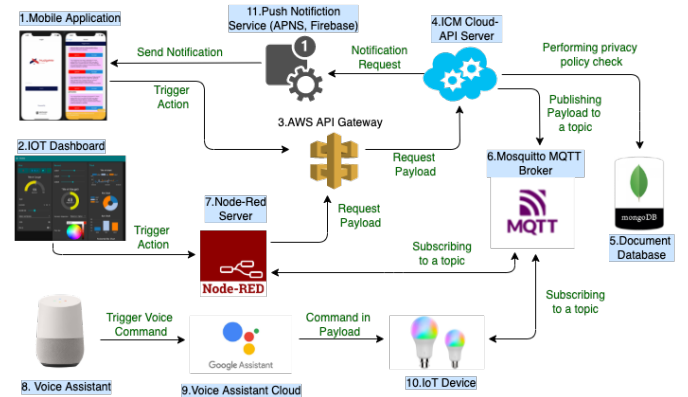 1.Mobile Application
11.Push Notifiction
Service (APNS, Firebase)
4.ICM Cloud-
API Server
Send Notification
1
Notification
Request
Performing privacy
policy check
Trigger
Action
3.AWS API Gateway
Publishing
Payload to
a topic
2.IOT Dashboard
Request
Payload
6.Mosquitto MQTT
Broker
MQTT
mongoDB
7.Node-Red
Server
Request
Payload
Trigger
Action
Node-RED
Subscribing
to a topic
5.Document
Database
Subscribing
to a topic
Trigger Voice
Command
Command in
Payload
Google Assistant
8. Voice Assistant
9.Voice Assistant Cloud
10.IoT Device